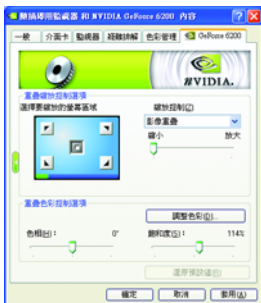 隨插即用監視器 和 NVIDIA GeForce 6200 內容
一般 介面卡 監視器 疑難排解 色彩管理 GeForce 6200
NVIDIA.
重疊縮放控制選項
選擇要縮放的螢幕區域
縮放控制(Z)
影像重疊
縮小 放大
重疊色彩控制選項
調整色彩(D)...
色相(H): 0° 飽和度(S): 114%
還原預設值(R)
確定 取消 套用(A)